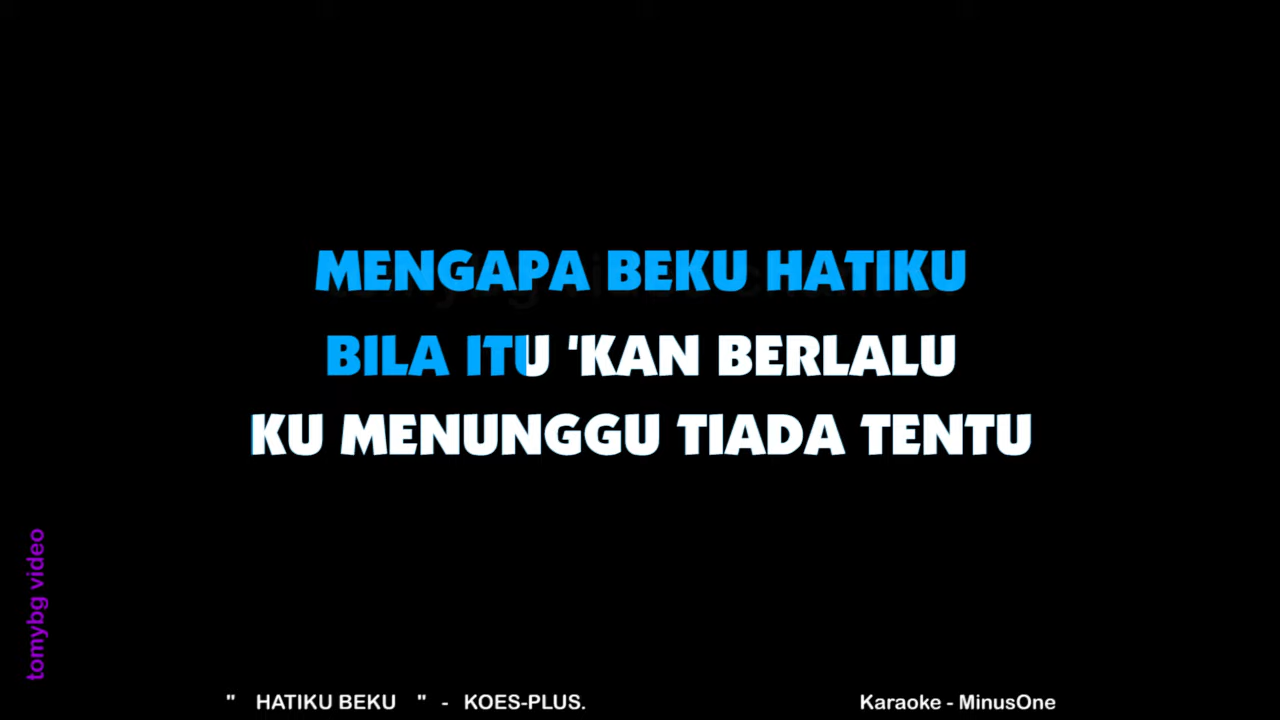 MENGAPA BEKU HATIKU
BILA ITU 'KAN BERLALU
KU MENUNGGU TIADA TENTU
tomybg video
" HATIKU BEKU " - KOES-PLUS.
Karaoke - MinusOne